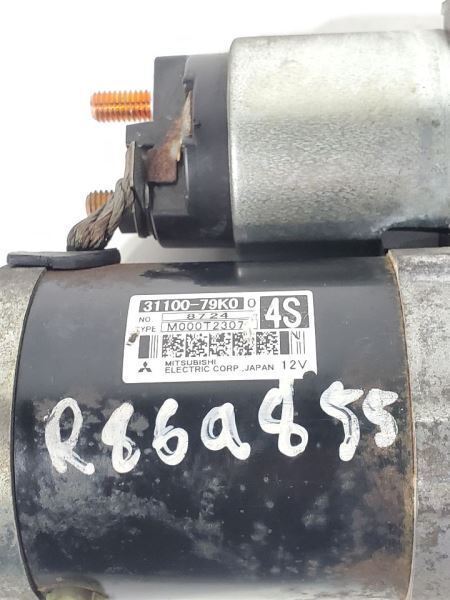 31100-79K0 0
NO. 8724
TYPE M000T2307
4S
N
MITSUBISHI
ELECTRIC CORP., JAPAN 12V
R86a855